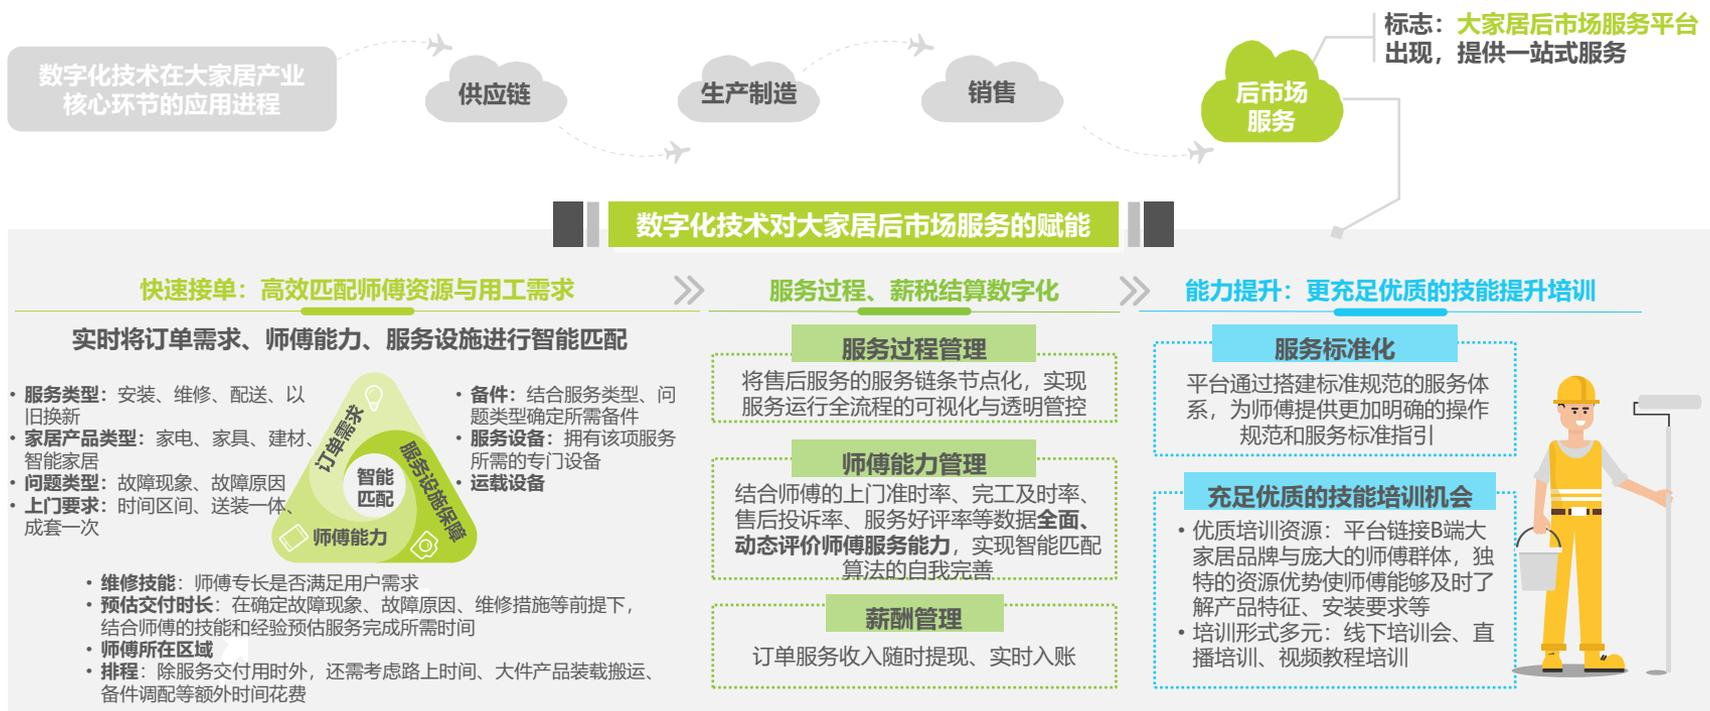 数字化技术在大家居产业
核心环节的应用进程
供应链
生产制造
销售
后市场
服务
标志：大家居后市场服务平台
出现，提供一站式服务
数字化技术对大家居后市场服务的赋能
快速接单：高效匹配师傅资源与用工需求
实时将订单需求、师傅能力、服务设施进行智能匹配
• 服务类型：安装、维修、配送、以
旧换新
• 家居产品类型：家电、家具、建材、
智能家居
• 问题类型：故障现象、故障原因
• 上门要求：时间区间、送装一体、
成套一次
订单需求
服务设施保障
智能
匹配
师傅能力
• 备件：结合服务类型、问
题类型确定所需备件
• 服务设备：拥有该项服务
所需的专门设备
• 运载设备
• 维修技能：师傅专长是否满足用户需求
• 预估交付时长：在确定故障现象、故障原因、维修措施等前提下，
结合师傅的技能和经验预估服务完成所需时间
• 师傅所在区域
• 排程：除服务交付用时外，还需考虑路上时间、大件产品装载搬运、
备件调配等额外时间花费
服务过程、薪税结算数字化
服务过程管理
将售后服务的服务链条节点化，实现
服务运行全流程的可视化与透明管控
师傅能力管理
结合师傅的上门准时率、完工及时率、
售后投诉率、服务好评率等数据全面、
动态评价师傅服务能力，实现智能匹配
算法的自我完善
薪酬管理
订单服务收入随时提现、实时入账
能力提升：更充足优质的技能提升培训
服务标准化
平台通过搭建标准规范的服务体
系，为师傅提供更加明确的操作
规范和服务标准指引
充足优质的技能培训机会
• 优质培训资源：平台链接B端大
家居品牌与庞大的师傅群体，独
特的资源优势使师傅能够及时了
解产品特征、安装要求等
• 培训形式多元：线下培训会、直
播培训、视频教程培训